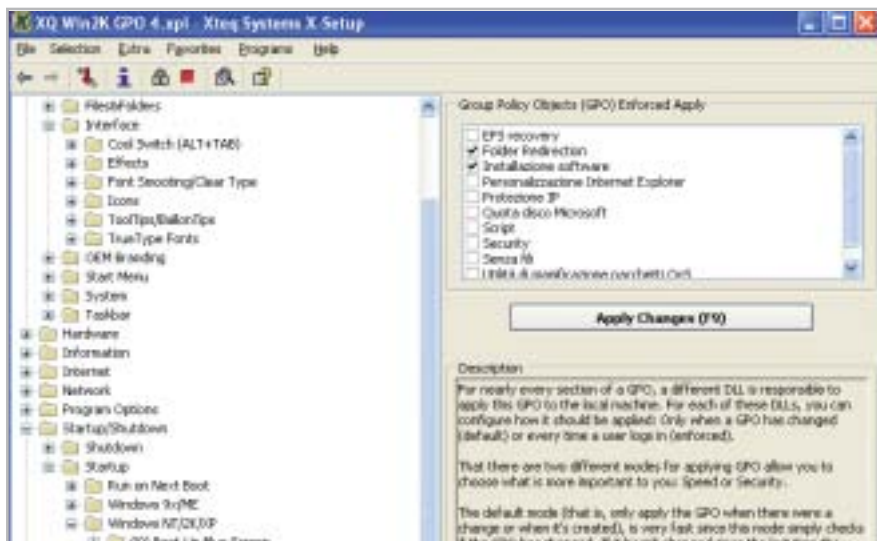 XQ Win2K GPO 4.xpl - Xteq Systems X-Setup
File Selection Extra Favorites Programs Help
Files&Folders
Interface
Cool Switch (ALT+TAB)
Effects
Font Smooting/Clear Type
Icons
ToolTips/BallonTips
TrueType Fonts
OEM Branding
Start Menu
System
Taskbar
Hardware
Information
Internet
Network
Program Options
Startup/Shutdown
Shutdown
Startup
Run on Next Boot
Windows 9x/ME
Windows NT/2K/XP
Group Policy Objects (GPO) Enforced Apply
EFS recovery
Folder Redirection
Installazione software
Personalizzazione Internet Explorer
Protezione IP
Quota disco Microsoft
Script
Security
Senza fili
Utilità di pianificazione pacchetti QoS
Apply Changes (F9)
Description
For nearly every section of a GPO, a different DLL is responsible to
apply this GPO to the local machine. For each of these DLLs, you can
configure how it should be applied: Only when a GPO has changed
(default) or every time a user logs in (enforced).
That there are two different modes for applying GPO allow you to
choose what is more important to you: Speed or Security.
The default mode (that is, only apply the GPO when there were a
change or when it's created), is very fast since this mode simply checks